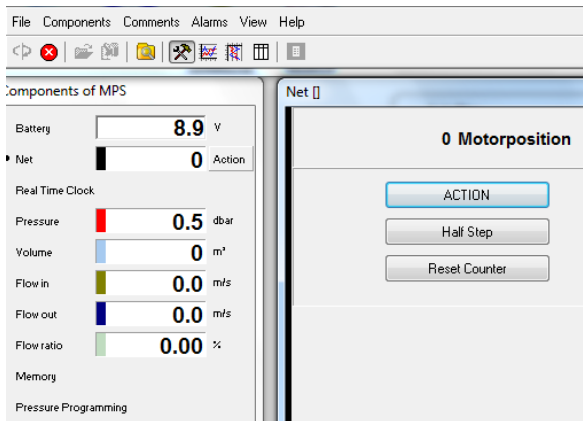 File Components Comments Alarms View Help
Components of MPS
Battery 8.9 V
Net 0 Action
Real Time Clock
Pressure 0.5 dbar
Volume 0 m³
Flow in 0.0 m/s
Flow out 0.0 m/s
Flow ratio 0.00 %
Memory
Pressure Programming
Net []
0 Motorposition
ACTION
Half Step
Reset Counter